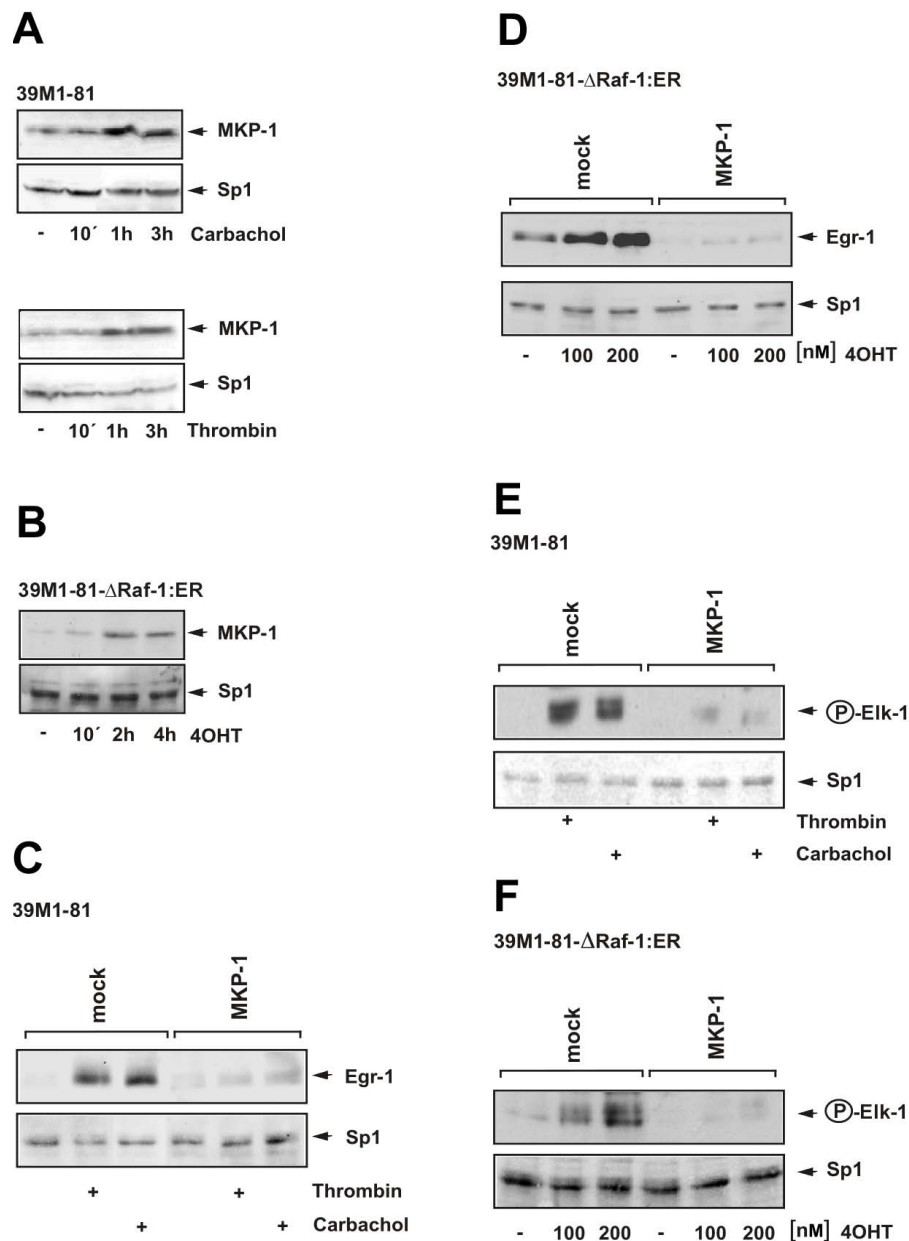 A
39M1-81
MKP-1
Sp1
- 10´ 1h 3h Carbachol
MKP-1
Sp1
- 10´ 1h 3h Thrombin
B
39M1-81-ΔRaf-1:ER
MKP-1
Sp1
- 10´ 2h 4h 4OHT
C
39M1-81
mock MKP-1
Egr-1
Sp1
+ + Thrombin
+ + Carbachol
D
39M1-81-ΔRaf-1:ER
mock MKP-1
Egr-1
Sp1
- 100 200 - 100 200 [nM] 4OHT
E
39M1-81
mock MKP-1
Ⓟ-Elk-1
Sp1
+ + Thrombin
+ + Carbachol
F
39M1-81-ΔRaf-1:ER
mock MKP-1
Ⓟ-Elk-1
Sp1
- 100 200 - 100 200 [nM] 4OHT